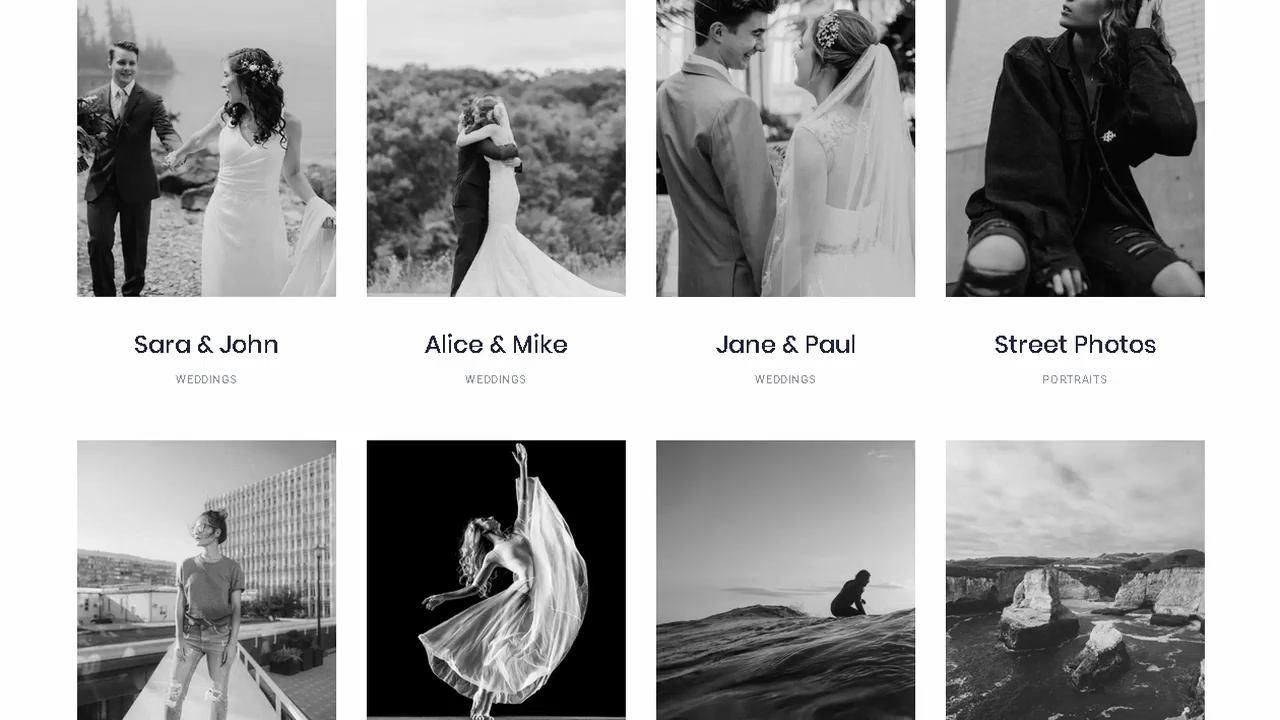 Sara & John
WEDDINGS
Alice & Mike
WEDDINGS
Jane & Paul
WEDDINGS
Street Photos
PORTRAITS